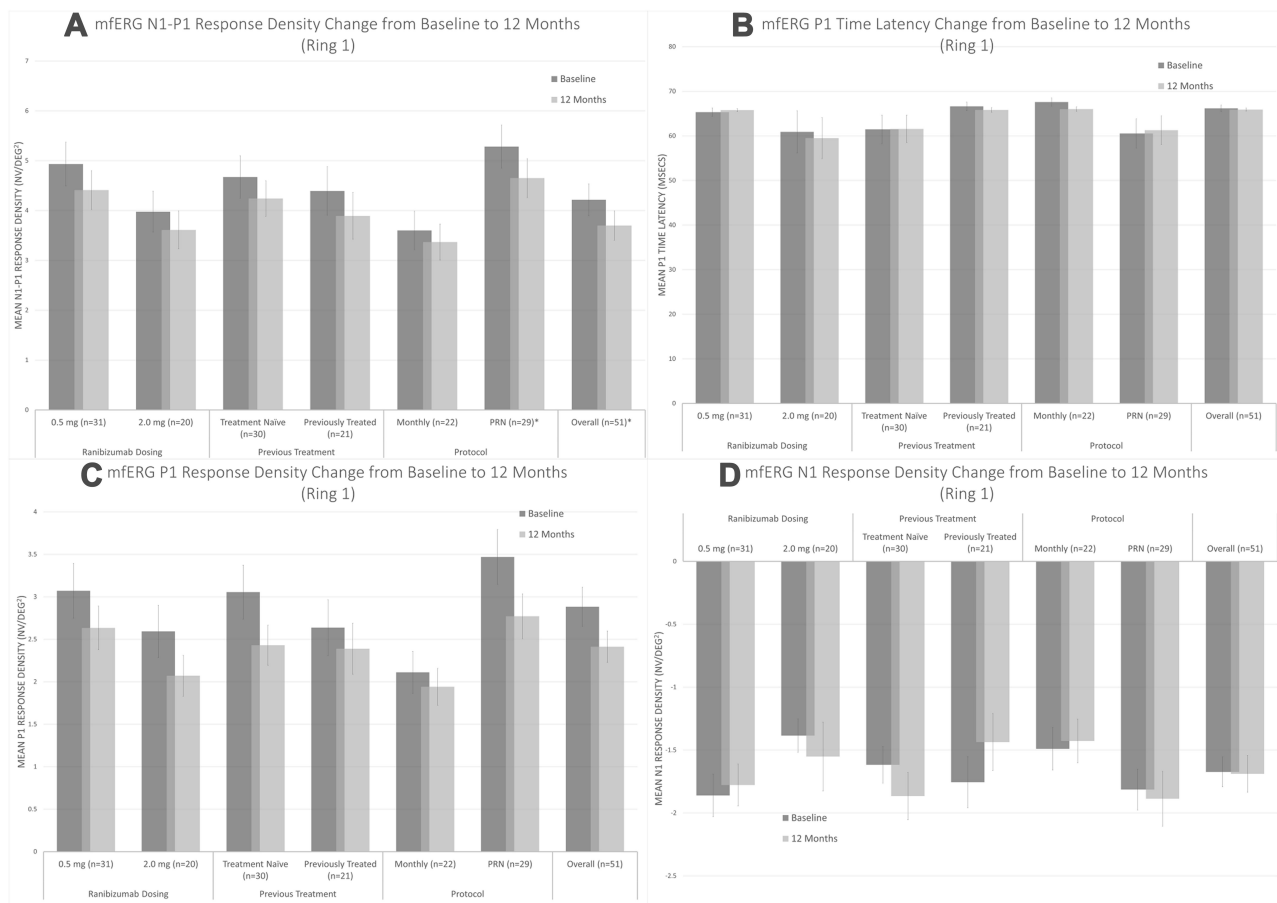 A mfERG N1-P1 Response Density Change from Baseline to 12 Months
(Ring 1)
7
6
5
4
3
2
1
0
MEAN N1-P1 RESPONSE DENSITY (NV/DEG²)
Baseline
12 Months
0.5 mg (n=31)
2.0 mg (n=20)
Treatment Naïve
(n=30)
Previously Treated
(n=21)
Monthly (n=22)
PRN (n=29)*
Overall (n=51)*
Ranibizumab Dosing
Previous Treatment
Protocol
B mfERG P1 Time Latency Change from Baseline to 12 Months
(Ring 1)
80
70
60
50
40
30
20
10
0
MEAN P1 TIME LATENCY (MSECS)
Baseline
12 Months
0.5 mg (n=31)
2.0 mg (n=20)
Treatment Naïve
(n=30)
Previously Treated
(n=21)
Monthly (n=22)
PRN (n=29)
Overall (n=51)
Ranibizumab Dosing
Previous Treatment
Protocol
C mfERG P1 Response Density Change from Baseline to 12 Months
(Ring 1)
4
3.5
3
2.5
2
1.5
1
0.5
0
MEAN P1 RESPONSE DENSITY (NV/DEG²)
Baseline
12 Months
0.5 mg (n=31)
2.0 mg (n=20)
Treatment Naïve
(n=30)
Previously Treated
(n=21)
Monthly (n=22)
PRN (n=29)
Overall (n=51)
Ranibizumab Dosing
Previous Treatment
Protocol
D mfERG N1 Response Density Change from Baseline to 12 Months
(Ring 1)
Ranibizumab Dosing
Previous Treatment
Protocol
0.5 mg (n=31)
2.0 mg (n=20)
Treatment Naïve
(n=30)
Previously Treated
(n=21)
Monthly (n=22)
PRN (n=29)
Overall (n=51)
0
-0.5
-1
-1.5
-2
-2.5
MEAN N1 RESPONSE DENSITY (NV/DEG²)
Baseline
12 Months